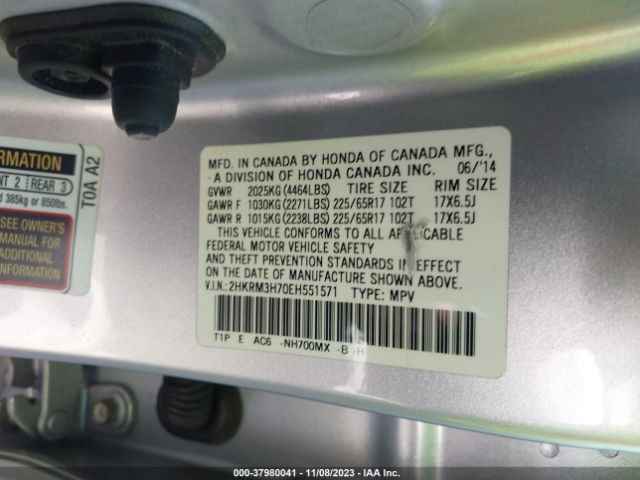 RMATION
NT 2 REAR 3
d 385kg or 850lbs.
SEE OWNER'S
MANUAL FOR
ADDITIONAL
INFORMATION
T0A A2
MFD. IN CANADA BY HONDA OF CANADA MFG.,
A DIVISION OF HONDA CANADA INC. 06/'14
GVWR 2025KG (4464LBS) TIRE SIZE RIM SIZE
GAWR F 1030KG (2271LBS) 225/65R17 102T 17X6.5J
GAWR R 1015KG (2238LBS) 225/65R17 102T 17X6.5J
THIS VEHICLE CONFORMS TO ALL APPLICABLE
FEDERAL MOTOR VEHICLE SAFETY
AND THEFT PREVENTION STANDARDS IN EFFECT
ON THE DATE OF MANUFACTURE SHOWN ABOVE.
V.I.N.: 2HKRM3H70EH551571 TYPE: MPV
T1P E AC6 -NH700MX -B -H
000-37980041 - 11/08/2023 - IAA Inc.